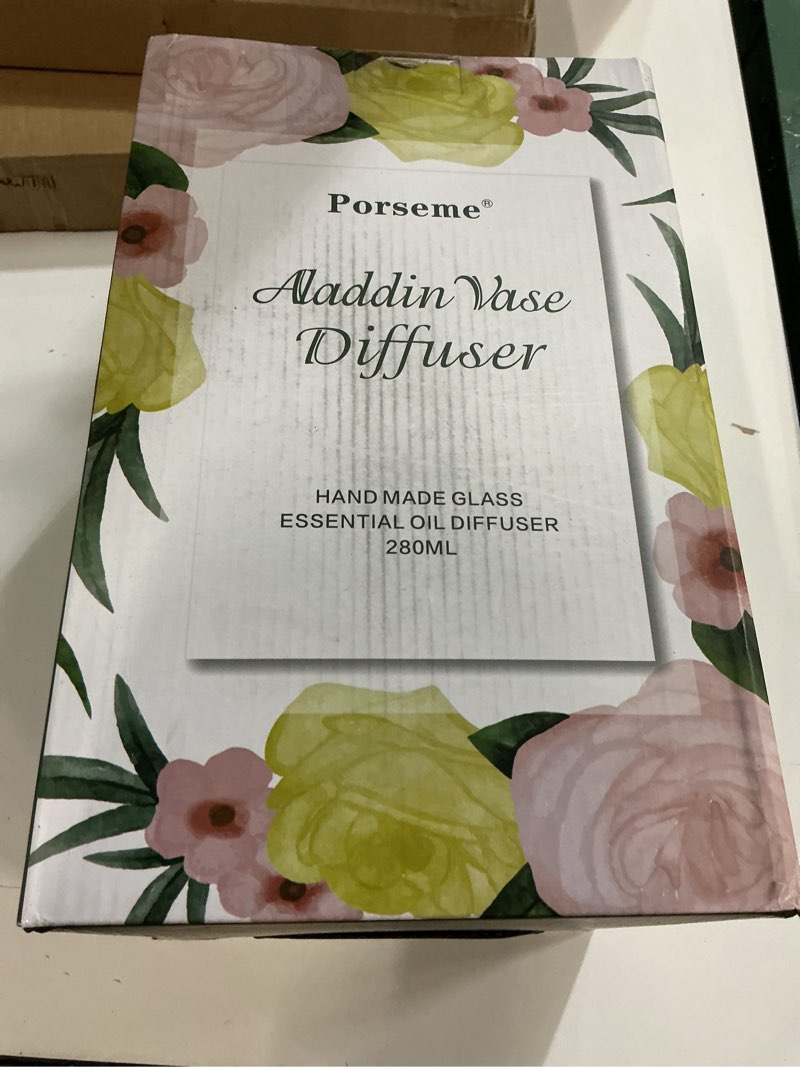 Porseme®
Aladdin Vase
Diffuser
HAND MADE GLASS
ESSENTIAL OIL DIFFUSER
280ML